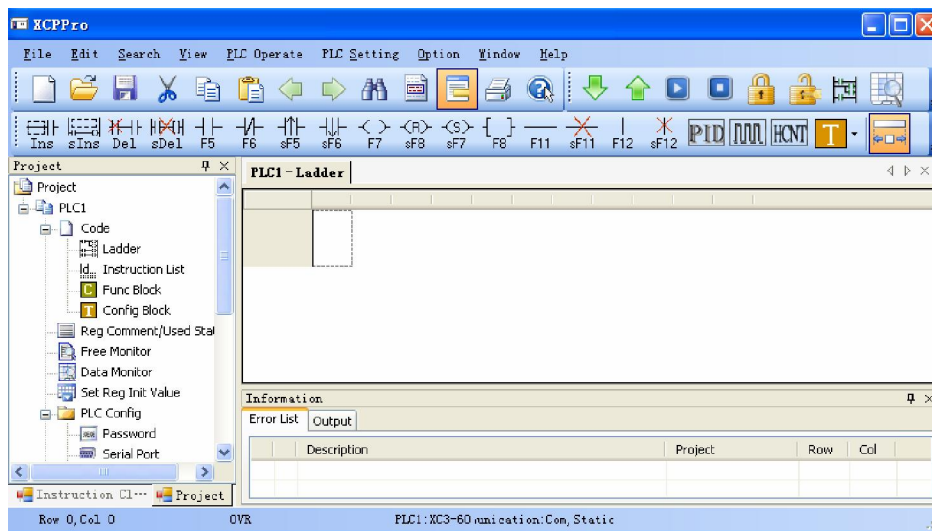 XCPPro
File Edit Search View PLC Operate PLC Setting Option Window Help
Ins sIns Del sDel F5 F6 sF5 sF6 F7 sF8 sF7 F8 F11 sF11 F12 sF12 PID HCNT T
Project
PLC1 - Ladder
Project
PLC1
Code
Ladder
Instruction List
Func Block
Config Block
Reg Comment/Used Sta
Free Monitor
Data Monitor
Set Reg Init Value
PLC Config
Password
Serial Port
Instruction Cl...
Project
Information
Error List Output
Description Project Row Col
Row 0,Col 0 OVR PLC1:XC3-60 unication:Com, Static